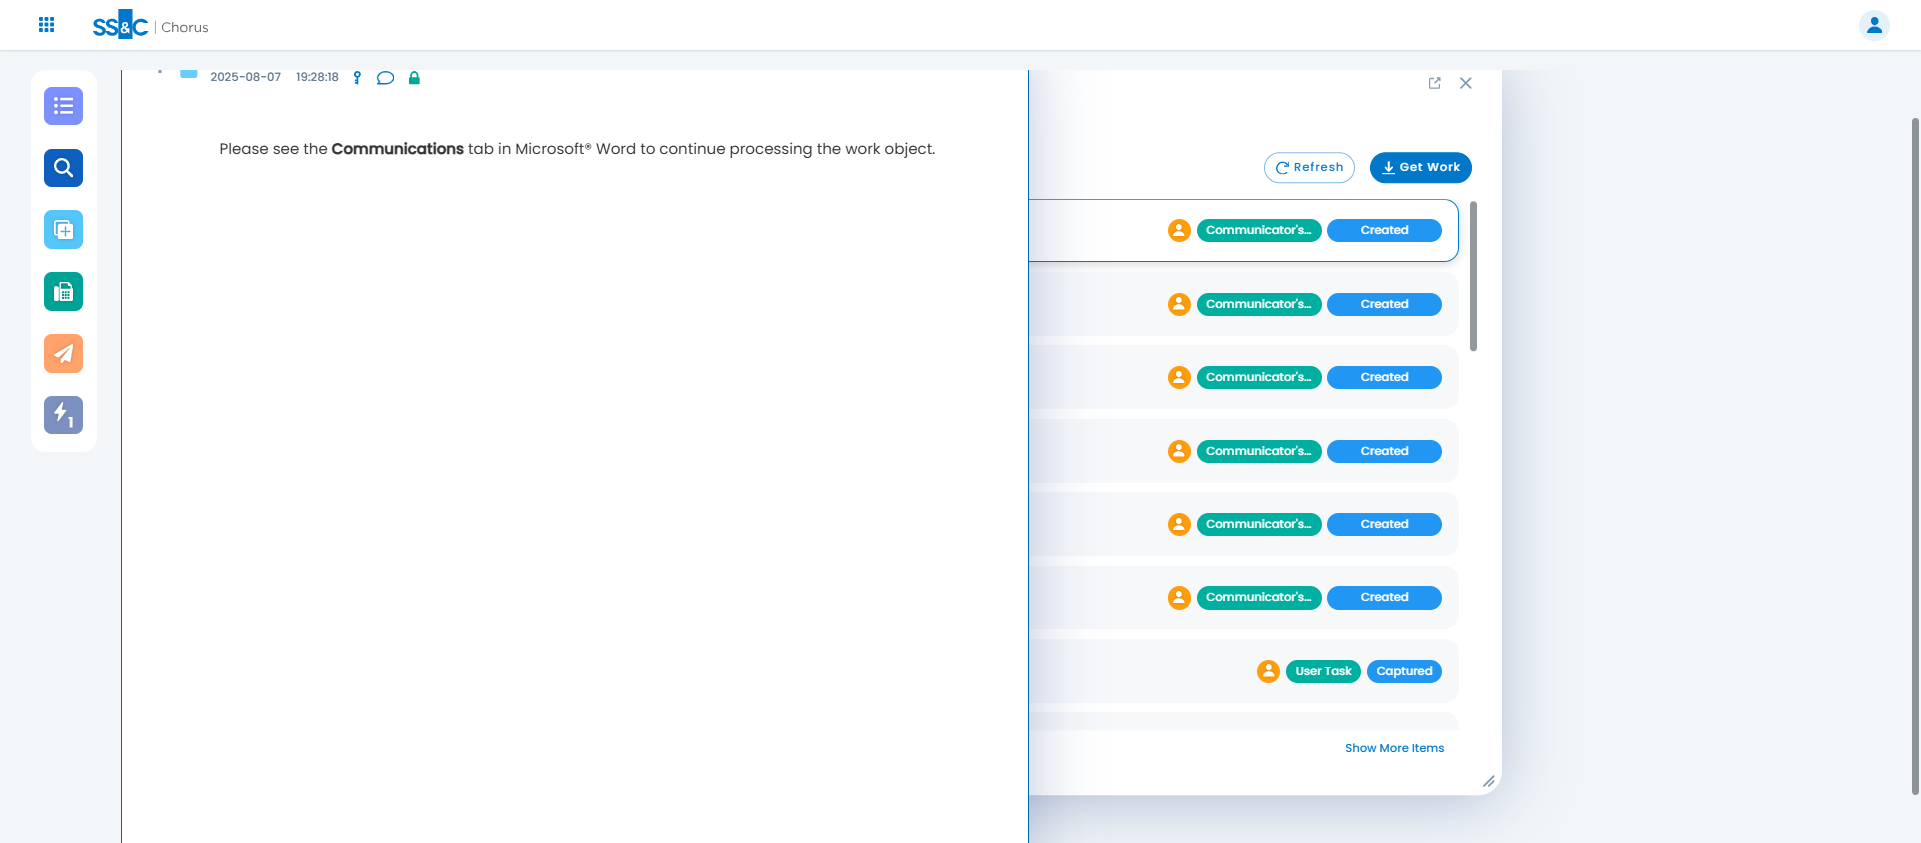 SS&C | Chorus
2025-08-07 19:28:18
Please see the Communications tab in Microsoft® Word to continue processing the work object.
Refresh
Get Work
Communicator's... Created
Communicator's... Created
Communicator's... Created
Communicator's... Created
Communicator's... Created
Communicator's... Created
User Task Captured
Show More Items
1